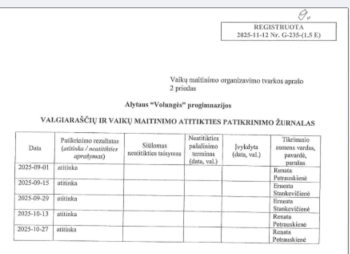 9.
REGISTRUOTA
2025-11-12 Nr. G-235-(1.5 E)
Vaikų maitinimo organizavimo tvarkos aprašo
2 priedas
Alytaus "Volungės" progimnazijos
VALGIARAŠČIŲ IR VAIKŲ MAITINIMO ATITIKTIES PATIKRINIMO ŽURNALAS
Data
Patikrinimo rezultatas
(atitinka / neatitikties
aprašymas)
Siūlomas
neatitikties taisymas
Neatitikties
pašalinimo
terminas
(data, val.)
Įvykdyta
(data, val.)
Tikrinusio
asmens vardas,
pavardė,
parašas
2025-09-01 atitinka Renata
Petrauskienė
2025-09-15 atitinka Ernesta
Stankevičienė
2025-09-29 atitinka Ernesta
Stankevičienė
2025-10-13 atitinka Renata
Petrauskienė
2025-10-27 atitinka Renata
Petrauskienė